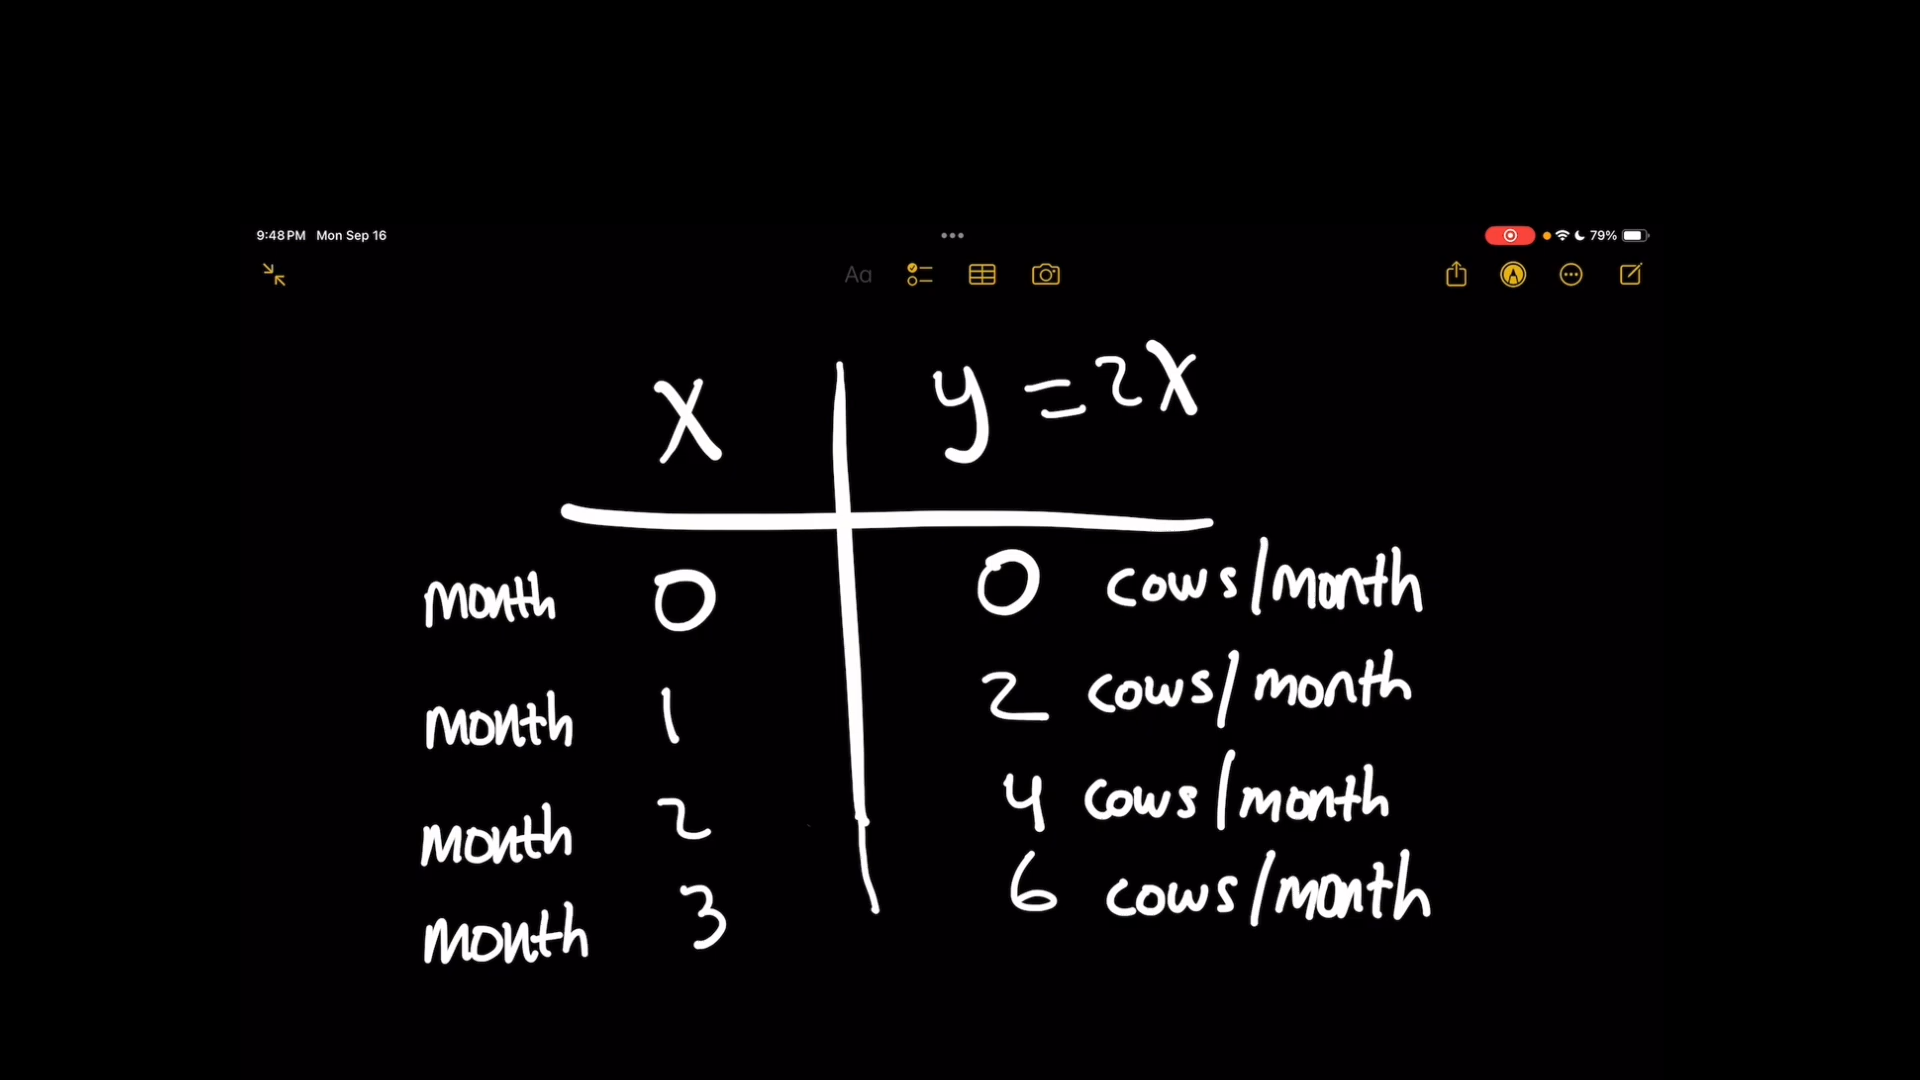 9:48 PM Mon Sep 16
79%
Aa
x y = 2x
month 0 0 cows/month
month 1 2 cows/month
month 2 4 cows/month
month 3 6 cows/month